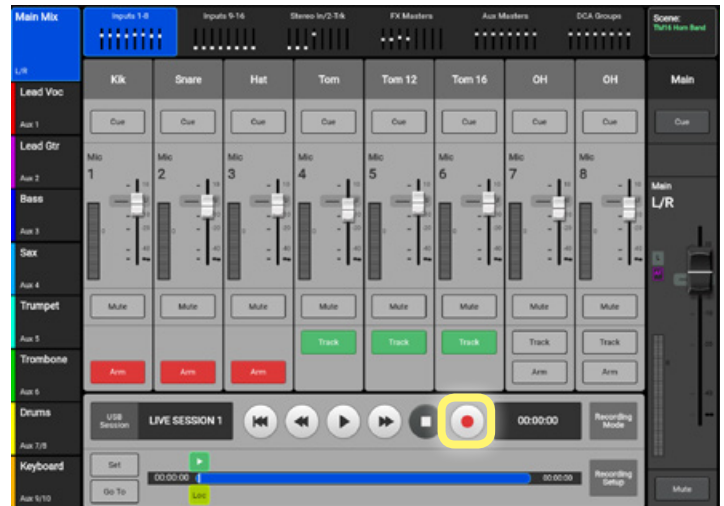 Main Mix
L/R
Inputs 1-8
Inputs 9-16
Stereo In/2-Trk
FX Masters
Aux Masters
DCA Groups
Scene:
TM16 Horn Band
Lead Voc
Aux 1
Lead Gtr
Aux 2
Bass
Aux 3
Sax
Aux 4
Trumpet
Aux 5
Trombone
Aux 6
Drums
Aux 7/8
Keyboard
Aux 9/10
Kik
Snare
Hat
Tom
Tom 12
Tom 16
OH
OH
Main
Cue
Cue
Cue
Cue
Cue
Cue
Cue
Cue
Cue
Mic
1
Mic
2
Mic
3
Mic
4
Mic
5
Mic
6
Mic
7
Mic
8
Main
L/R
Mute
Mute
Mute
Mute
Mute
Mute
Mute
Mute
Track
Track
Track
Track
Track
Arm
Arm
Arm
Arm
Arm
USB
Session
LIVE SESSION 1
00:00:00
Recording
Mode
Set
Go To
00:00:00
Loc
00:00:00
Recording
Setup
Mute